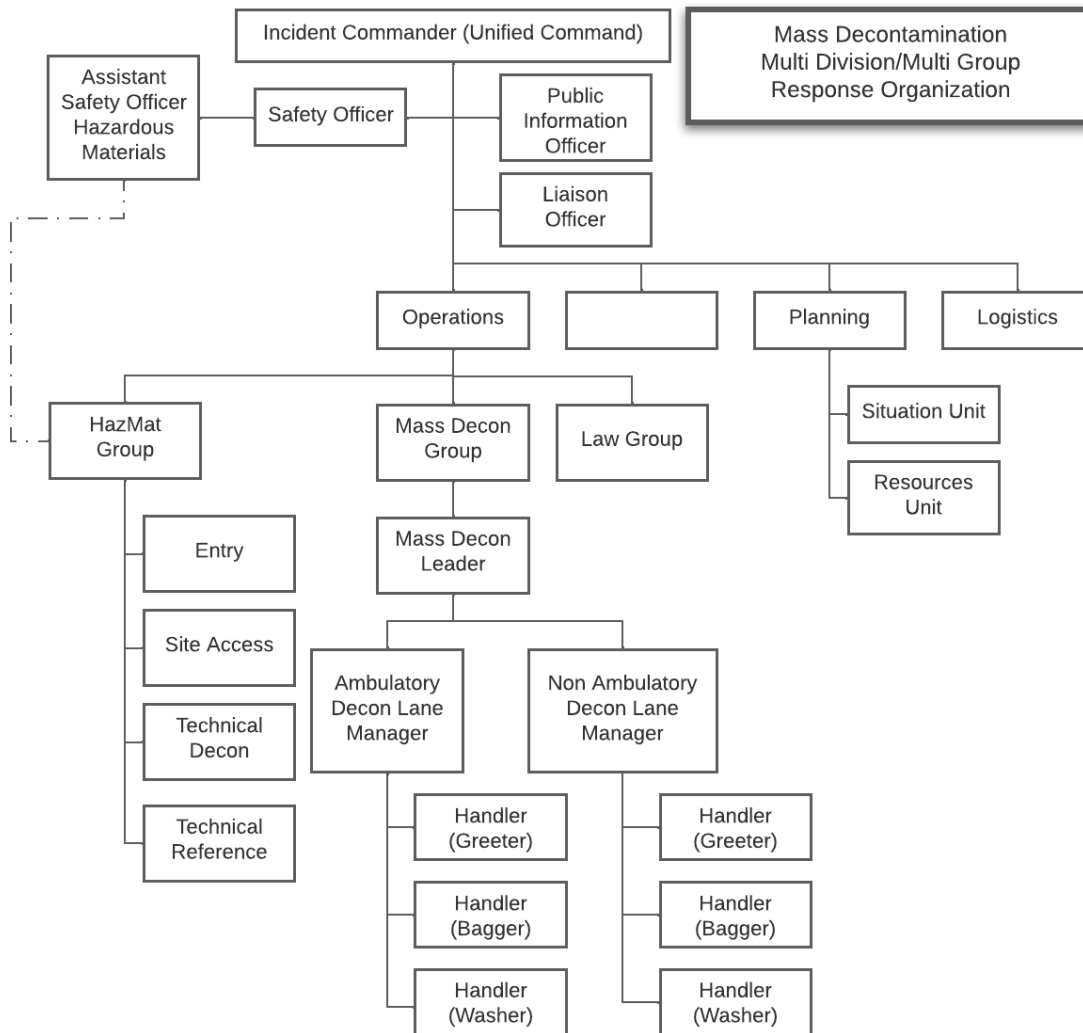 Incident Commander (Unified Command)
Mass Decontamination
Multi Division/Multi Group
Response Organization
Assistant
Safety Officer
Hazardous
Materials
Safety Officer
Public
Information
Officer
Liaison
Officer
Operations
Planning
Logistics
HazMat
Group
Mass Decon
Group
Law Group
Situation Unit
Resources
Unit
Entry
Site Access
Technical
Decon
Technical
Reference
Mass Decon
Leader
Ambulatory
Decon Lane
Manager
Non Ambulatory
Decon Lane
Manager
Handler
(Greeter)
Handler
(Bagger)
Handler
(Washer)
Handler
(Greeter)
Handler
(Bagger)
Handler
(Washer)